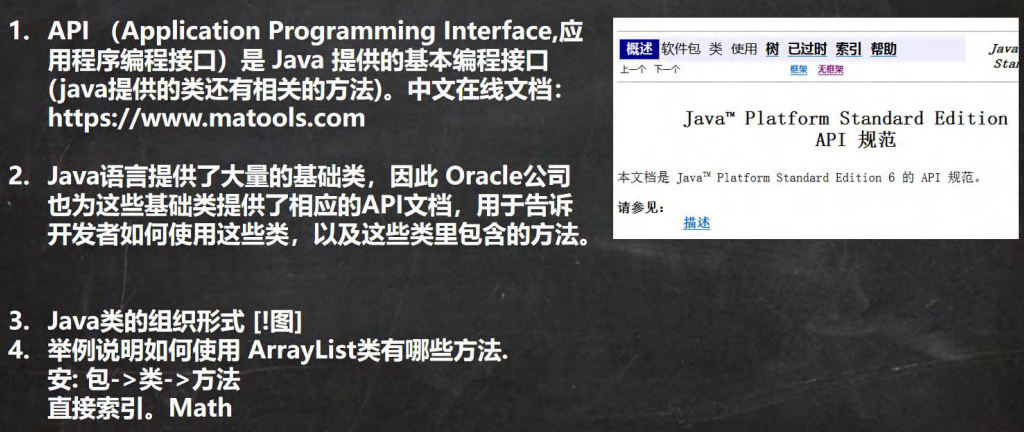 1. API （Application Programming Interface,应
用程序编程接口）是 Java 提供的基本编程接口
(java提供的类还有相关的方法)。中文在线文档：
https://www.matools.com
2. Java语言提供了大量的基础类，因此 Oracle公司
也为这些基础类提供了相应的API文档，用于告诉
开发者如何使用这些类，以及这些类里包含的方法。
3. Java类的组织形式 [!图]
4. 举例说明如何使用 ArrayList类有哪些方法.
安: 包->类->方法
直接索引。Math
概述 软件包 类 使用 树 已过时 索引 帮助
Java
上一个 下一个 框架 无框架
Star
Java™ Platform Standard Edition
API 规范
本文档是 Java™ Platform Standard Edition 6 的 API 规范。
请参见：
描述